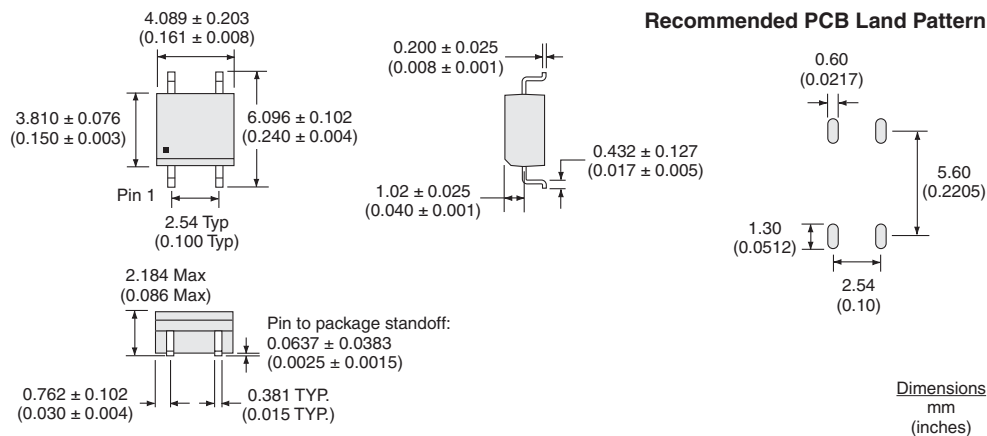 Recommended PCB Land Pattern
4.089 ± 0.203
(0.161 ± 0.008)
3.810 ± 0.076
(0.150 ± 0.003)
6.096 ± 0.102
(0.240 ± 0.004)
Pin 1
2.54 Typ
(0.100 Typ)
0.200 ± 0.025
(0.008 ± 0.001)
0.432 ± 0.127
(0.017 ± 0.005)
1.02 ± 0.025
(0.040 ± 0.001)
0.60
(0.0217)
5.60
(0.2205)
1.30
(0.0512)
2.54
(0.10)
2.184 Max
(0.086 Max)
Pin to package standoff:
0.0637 ± 0.0383
(0.0025 ± 0.0015)
0.762 ± 0.102
(0.030 ± 0.004)
0.381 TYP.
(0.015 TYP.)
Dimensions
mm
(inches)